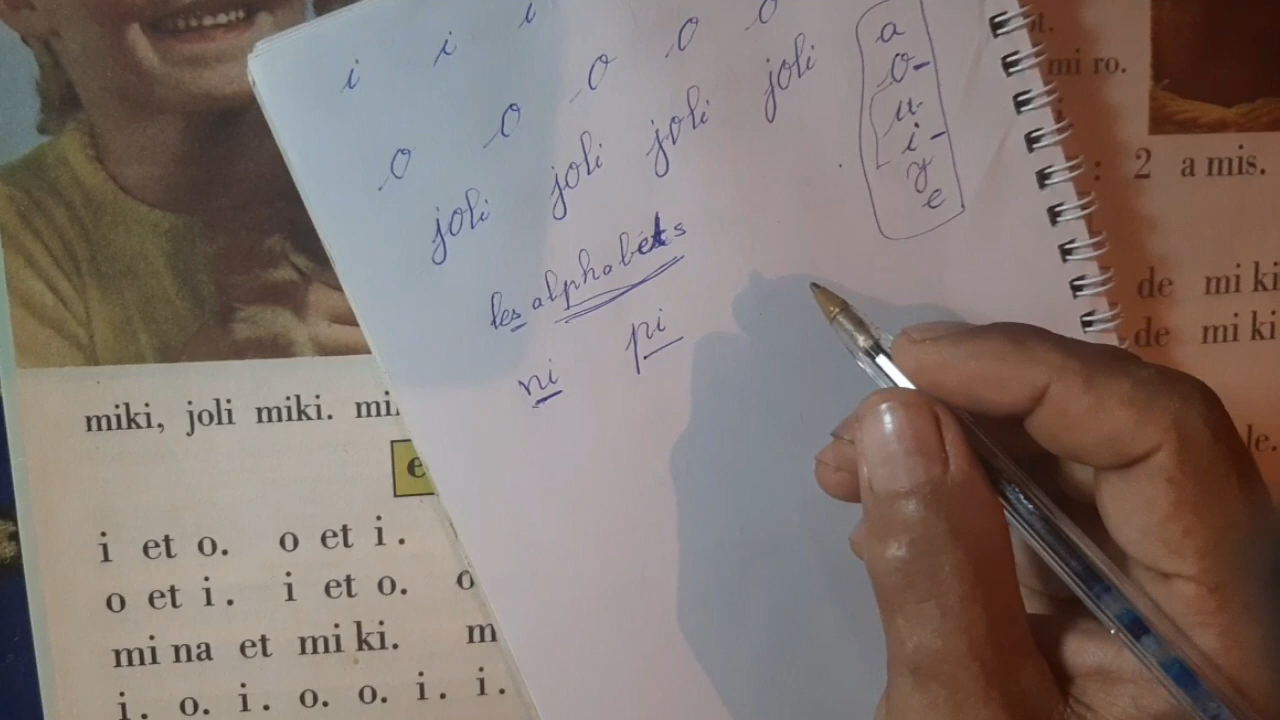 i i i
o o o o o
joli joli joli joli
a
o
u
i
y
e
les alphabets
ni pi
miki, joli miki.
e
i et o. o et i.
o et i. i et o. o
mi na et mi ki. m
i. o. i. o. o. i. i.
mi ro.
: 2 a mis.
de mi ki
de mi ki
le.